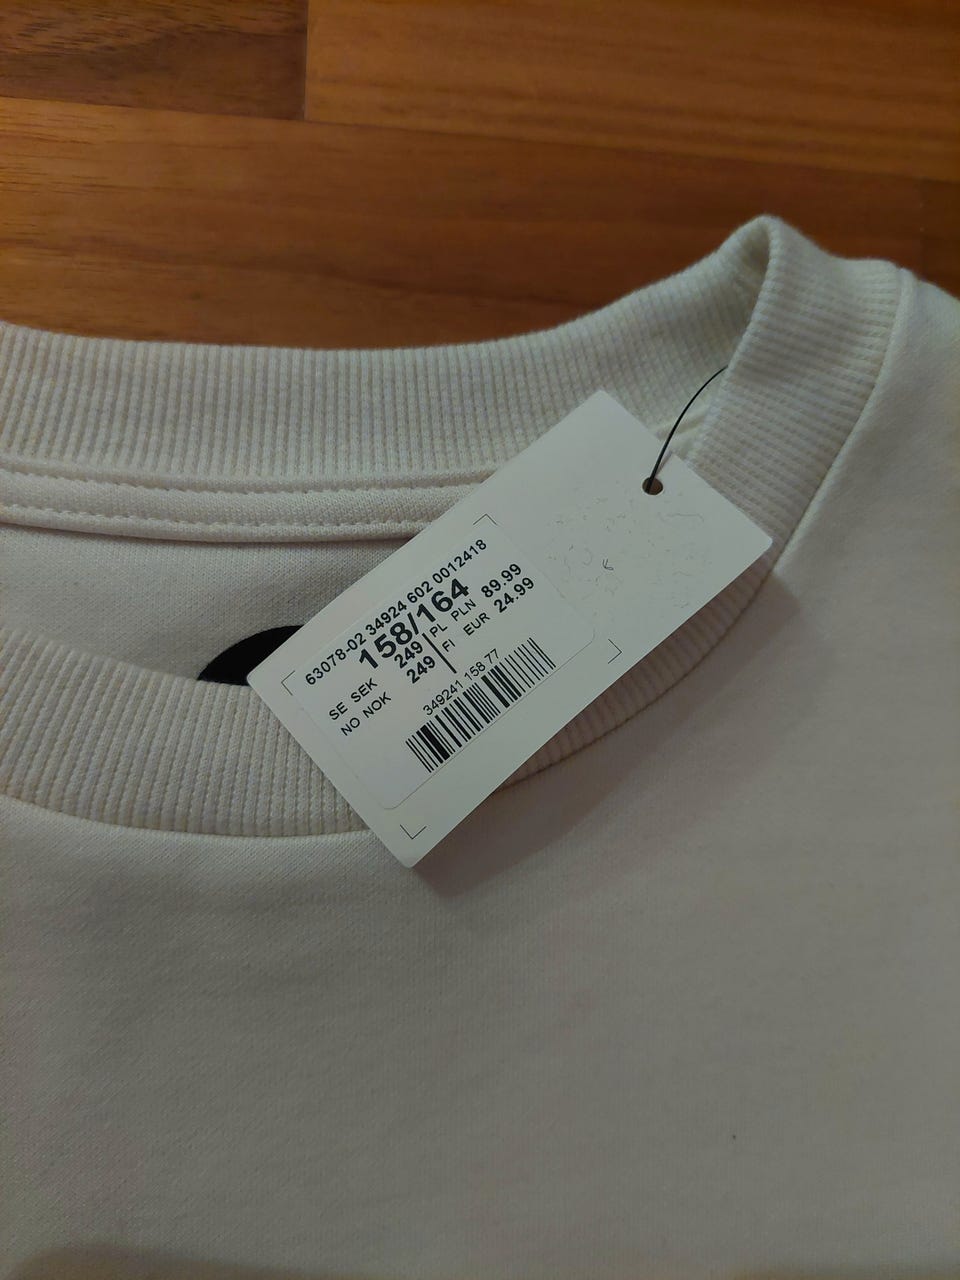 63078-02 34924 602 0012418
158/164
SE SEK 249 | PL PLN 89.99
NO NOK 249 | FI EUR 24.99
349241 158 77